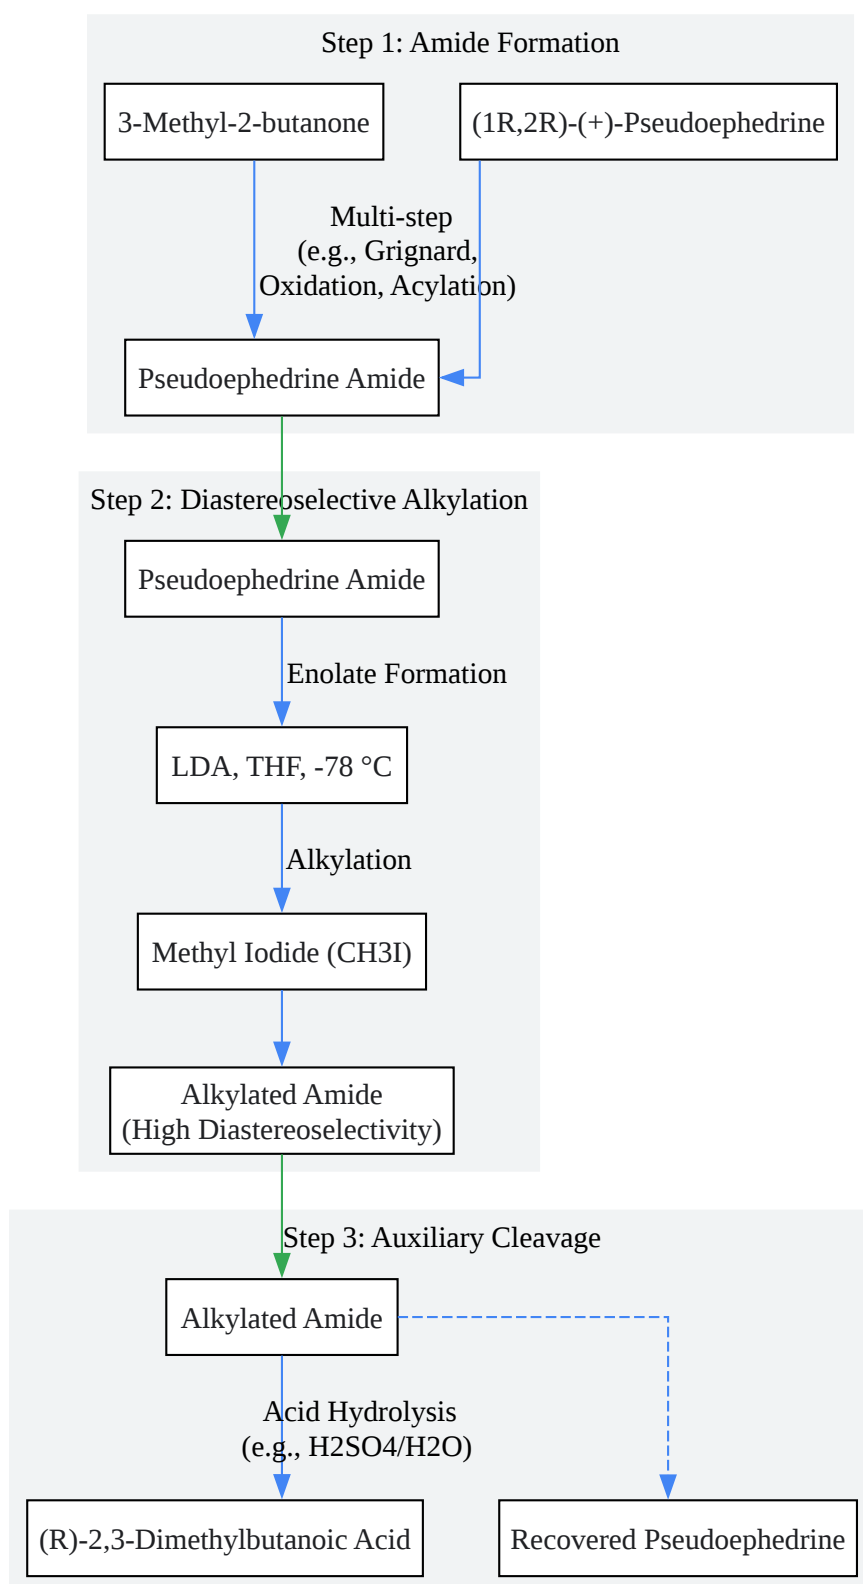 Step 1: Amide Formation
3-Methyl-2-butanone
(1R,2R)-(+)-Pseudoephedrine
Multi-step
(e.g., Grignard,
Oxidation, Acylation)
Pseudoephedrine Amide
Step 2: Diastereoselective Alkylation
Pseudoephedrine Amide
Enolate Formation
LDA, THF, -78 °C
Alkylation
Methyl Iodide (CH3I)
Alkylated Amide
(High Diastereoselectivity)
Step 3: Auxiliary Cleavage
Alkylated Amide
Acid Hydrolysis
(e.g., H2SO4/H2O)
(R)-2,3-Dimethylbutanoic Acid
Recovered Pseudoephedrine